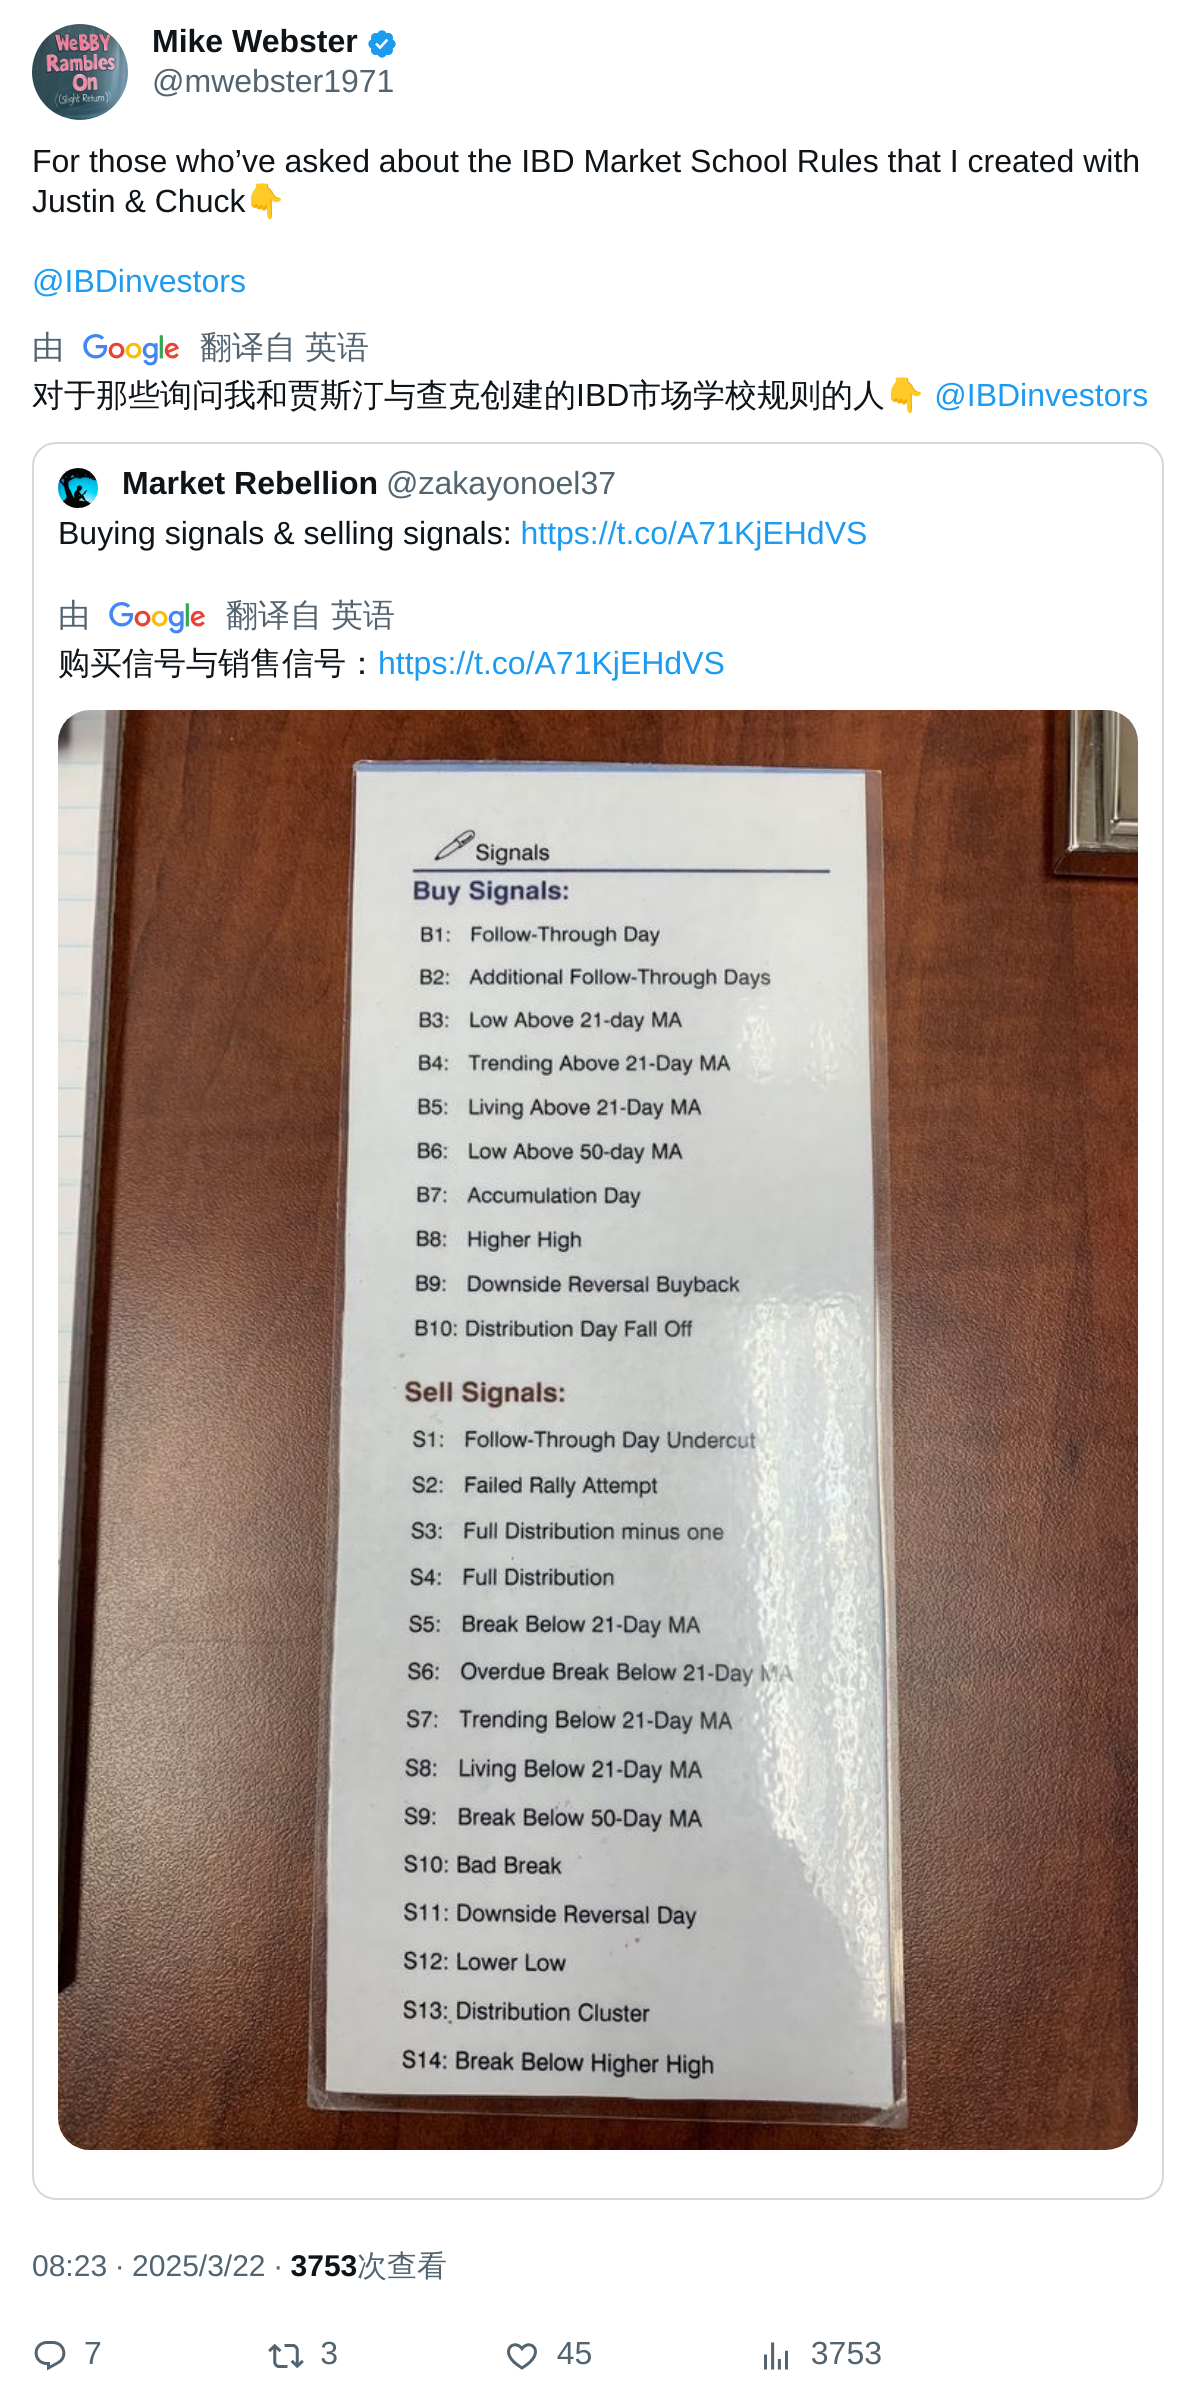 WeBBY
Rambles
On
((Slight Return))
Mike Webster
@mwebster1971
For those who’ve asked about the IBD Market School Rules that I created with
Justin & Chuck👇
@IBDinvestors
由 Google 翻译自 英语
对于那些询问我和贾斯汀与查克创建的IBD市场学校规则的人👇 @IBDinvestors
Market Rebellion @zakayonoel37
Buying signals & selling signals: https://t.co/A71KjEHdVS
由 Google 翻译自 英语
购买信号与销售信号：https://t.co/A71KjEHdVS
Signals
Buy Signals:
B1: Follow-Through Day
B2: Additional Follow-Through Days
B3: Low Above 21-day MA
B4: Trending Above 21-Day MA
B5: Living Above 21-Day MA
B6: Low Above 50-day MA
B7: Accumulation Day
B8: Higher High
B9: Downside Reversal Buyback
B10: Distribution Day Fall Off
Sell Signals:
S1: Follow-Through Day Undercut
S2: Failed Rally Attempt
S3: Full Distribution minus one
S4: Full Distribution
S5: Break Below 21-Day MA
S6: Overdue Break Below 21-Day MA
S7: Trending Below 21-Day MA
S8: Living Below 21-Day MA
S9: Break Below 50-Day MA
S10: Bad Break
S11: Downside Reversal Day
S12: Lower Low
S13: Distribution Cluster
S14: Break Below Higher High
08:23 · 2025/3/22 · 3753次查看
7 3 45 3753